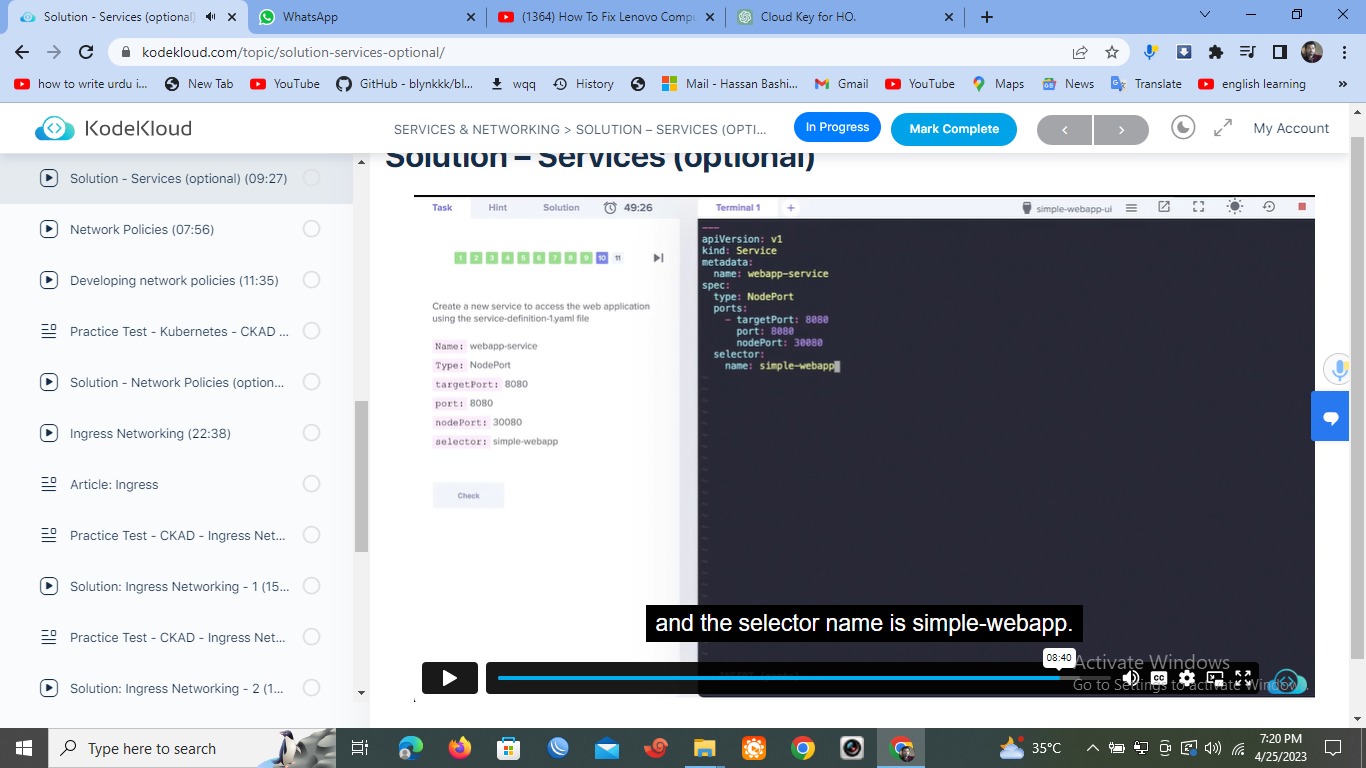 Solution - Services (optional)
WhatsApp
(1364) How To Fix Lenovo Compu
Cloud Key for HO.
kodekloud.com/topic/solution-services-optional/
how to write urdu i...
New Tab
YouTube
GitHub - blynkkk/bl...
wqq
History
Mail - Hassan Bashi...
Gmail
YouTube
Maps
News
Translate
english learning
»
KodeKloud
SERVICES & NETWORKING > SOLUTION – SERVICES (OPTI...
In Progress
Mark Complete
My Account
Solution - Services (optional) (09:27)
Network Policies (07:56)
Developing network policies (11:35)
Practice Test - Kubernetes - CKAD ...
Solution - Network Policies (option...
Ingress Networking (22:38)
Article: Ingress
Practice Test - CKAD - Ingress Net...
Solution: Ingress Networking - 1 (15...
Practice Test - CKAD - Ingress Net...
Solution: Ingress Networking - 2 (1...
Solution – Services (optional)
Task
Hint
Solution
49:26
1 2 3 4 5 6 7 8 9 10 11
Create a new service to access the web application
using the service-definition-1.yaml file
Name: webapp-service
Type: NodePort
targetPort: 8080
port: 8080
nodePort: 30080
selector: simple-webapp
Check
Terminal 1
+
simple-webapp-ui
---
apiVersion: v1
kind: Service
metadata:
  name: webapp-service
spec:
  type: NodePort
  ports:
    - targetPort: 8080
      port: 8080
      nodePort: 30080
  selector:
    name: simple-webapp
and the selector name is simple-webapp.
08:40
CC
Activate Windows
Go to Settings to activate Windows.
Type here to search
35°C
7:20 PM
4/25/2023